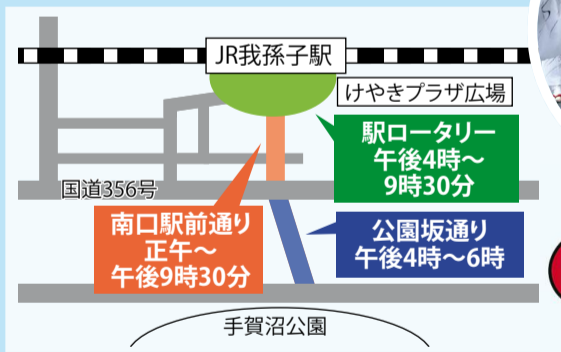 JR我孫子駅
けやきプラザ広場
駅ロータリー
午後4時～
9時30分
国道356号
南口駅前通り
正午～
午後9時30分
公園坂通り
午後4時～6時
手賀沼公園